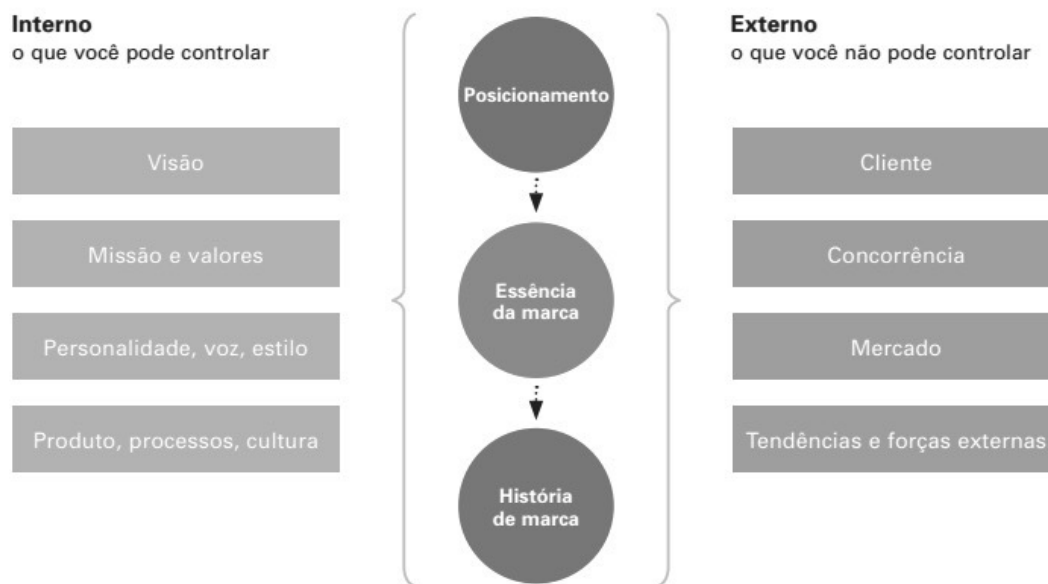 Interno
o que você pode controlar
Visão
Missão e valores
Personalidade, voz, estilo
Produto, processos, cultura
Posicionamento
Essência
da marca
História
de marca
Externo
o que você não pode controlar
Cliente
Concorrência
Mercado
Tendências e forças externas